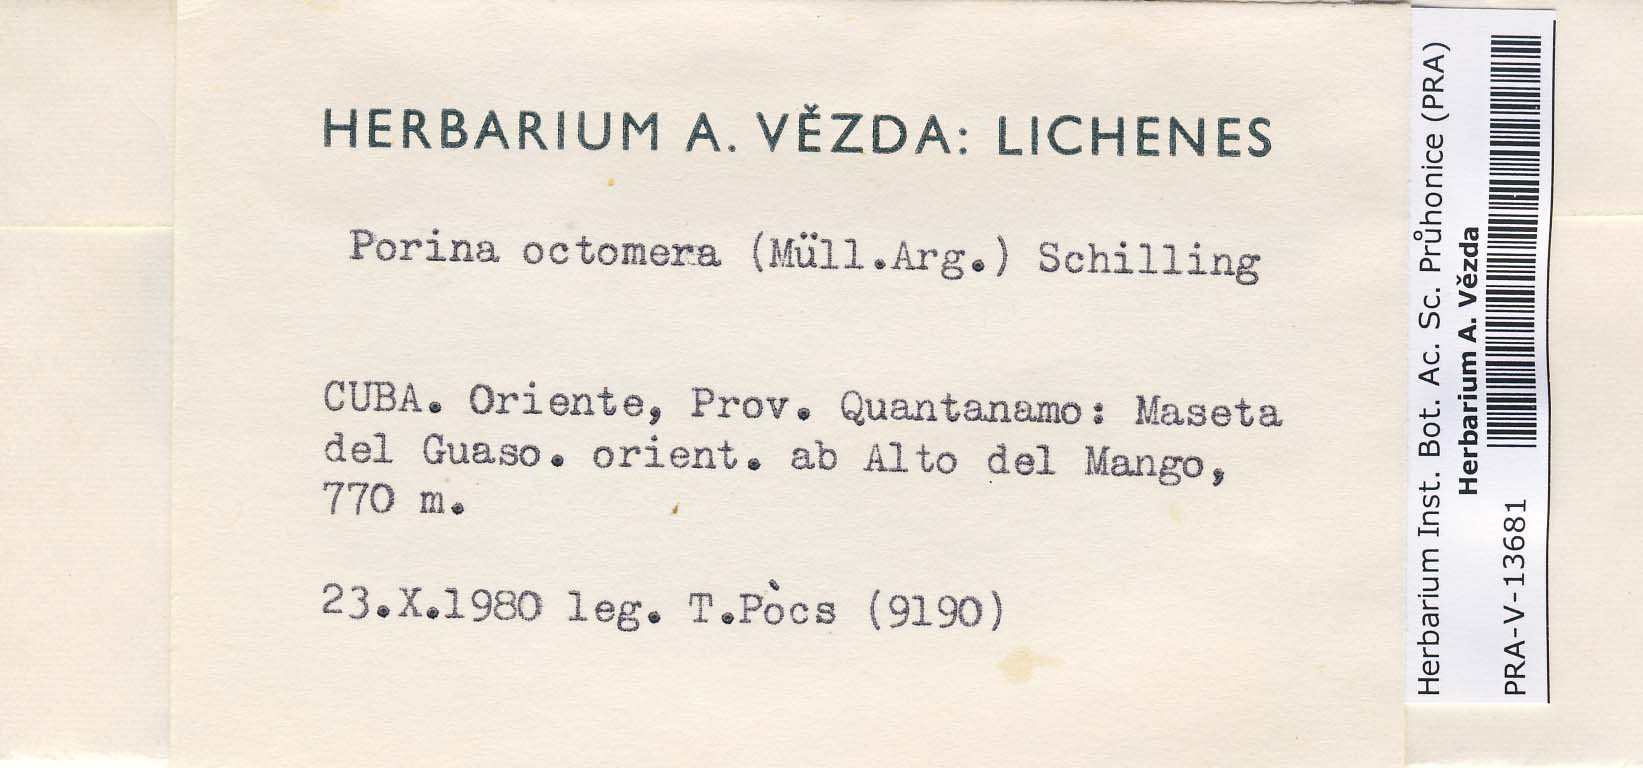 HERBARIUM A. VĚZDA: LICHENES
Porina octomera (Müll.Arg.) Schilling
CUBA. Oriente, Prov. Quantanamo: Maseta
del Guaso. orient. ab Alto del Mango,
770 m.
23.X.1980 leg. T.Pòcs (9190)
Herbarium Inst. Bot. Ac. Sc. Průhonice (PRA)
Herbarium A. Vězda
PRA-V-13681